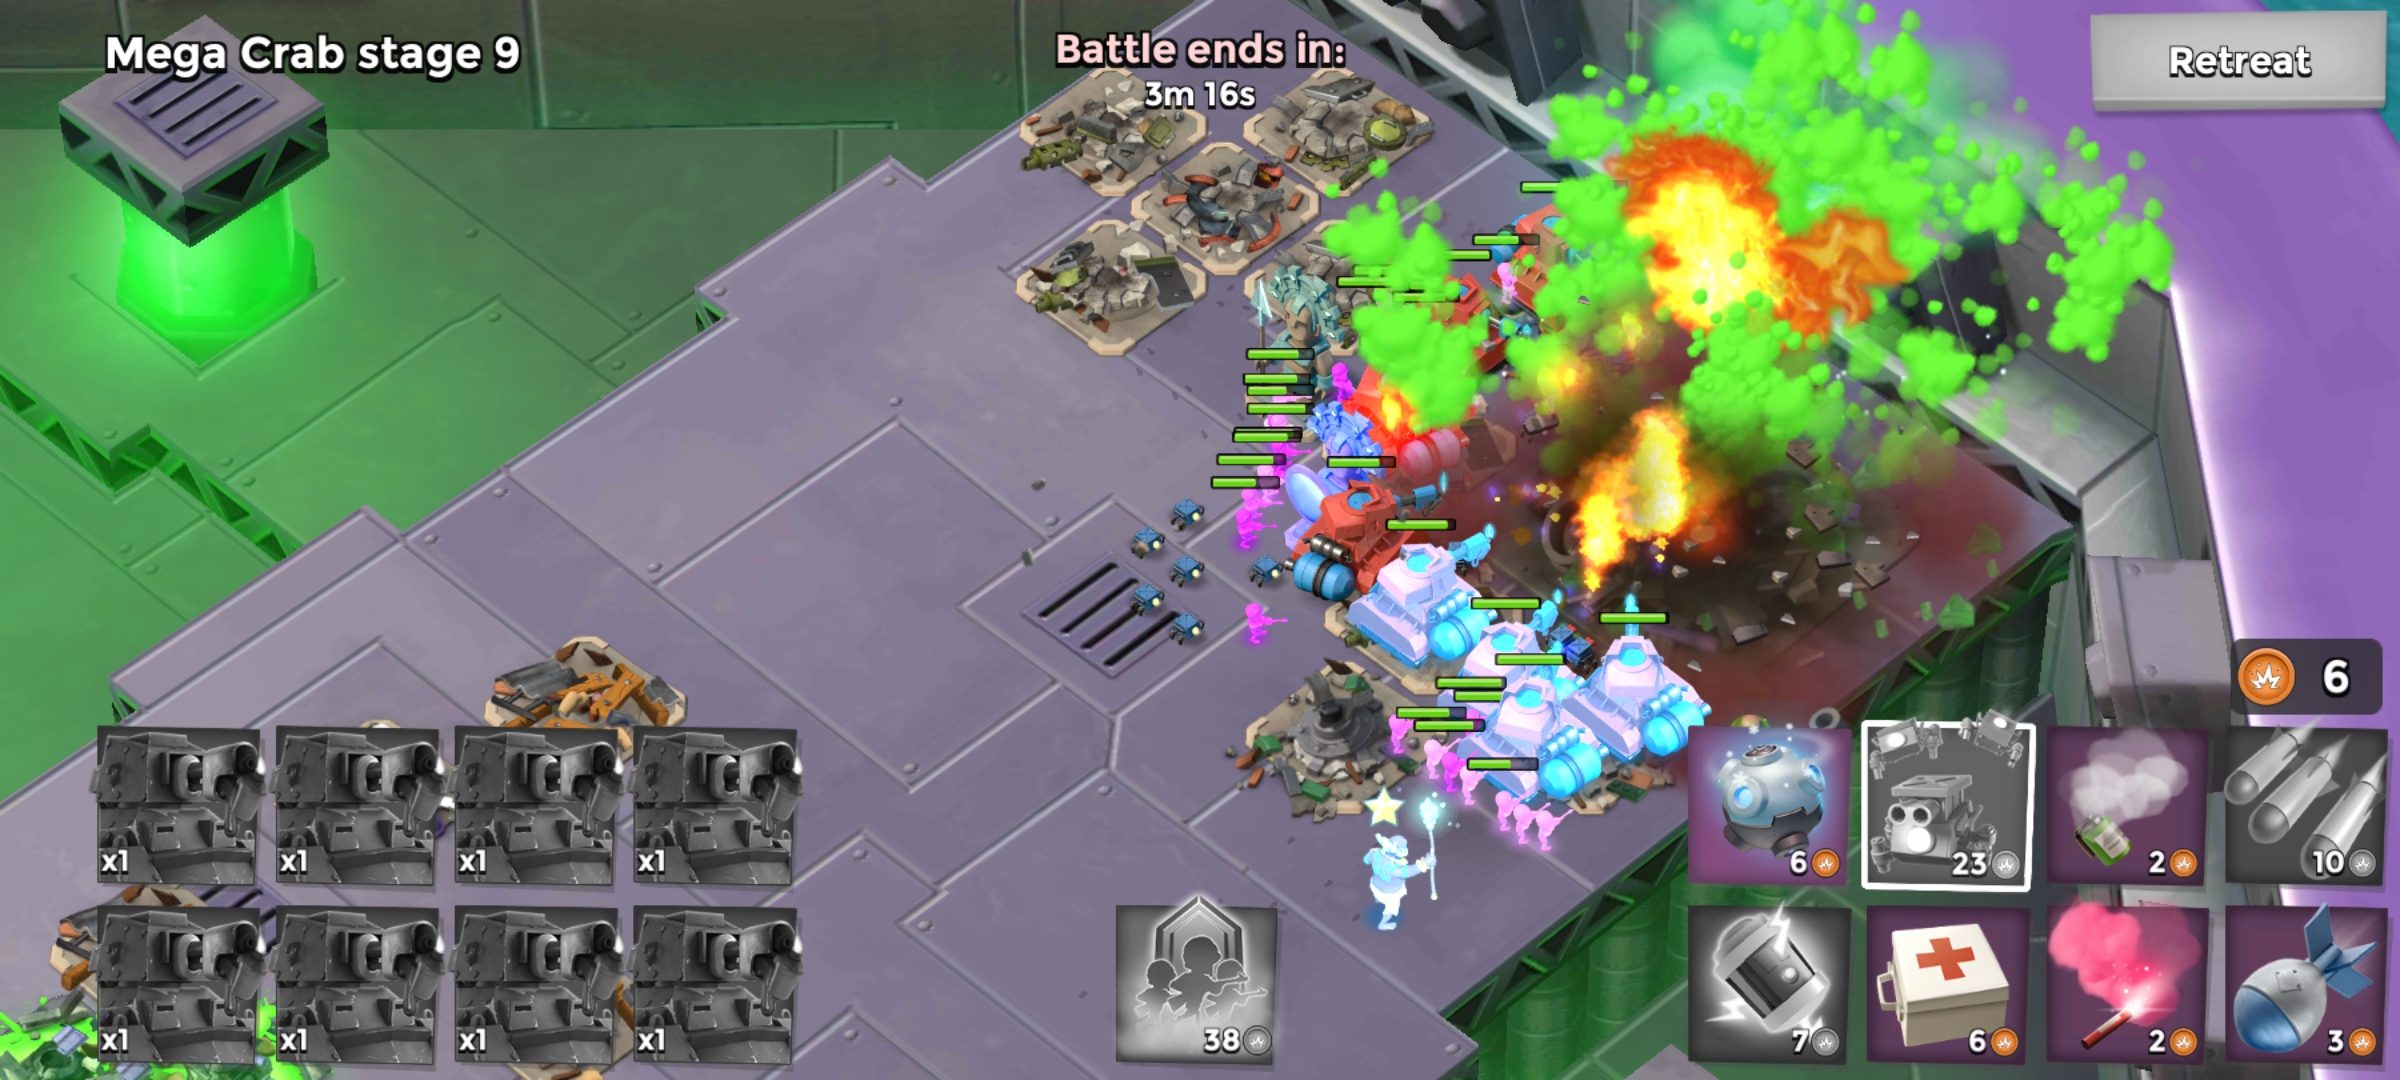 Mega Crab stage 9
Battle ends in:
3m 16s
Retreat
6
x1
x1
x1
x1
6
23
2
10
x1
x1
x1
x1
38
7
6
2
3